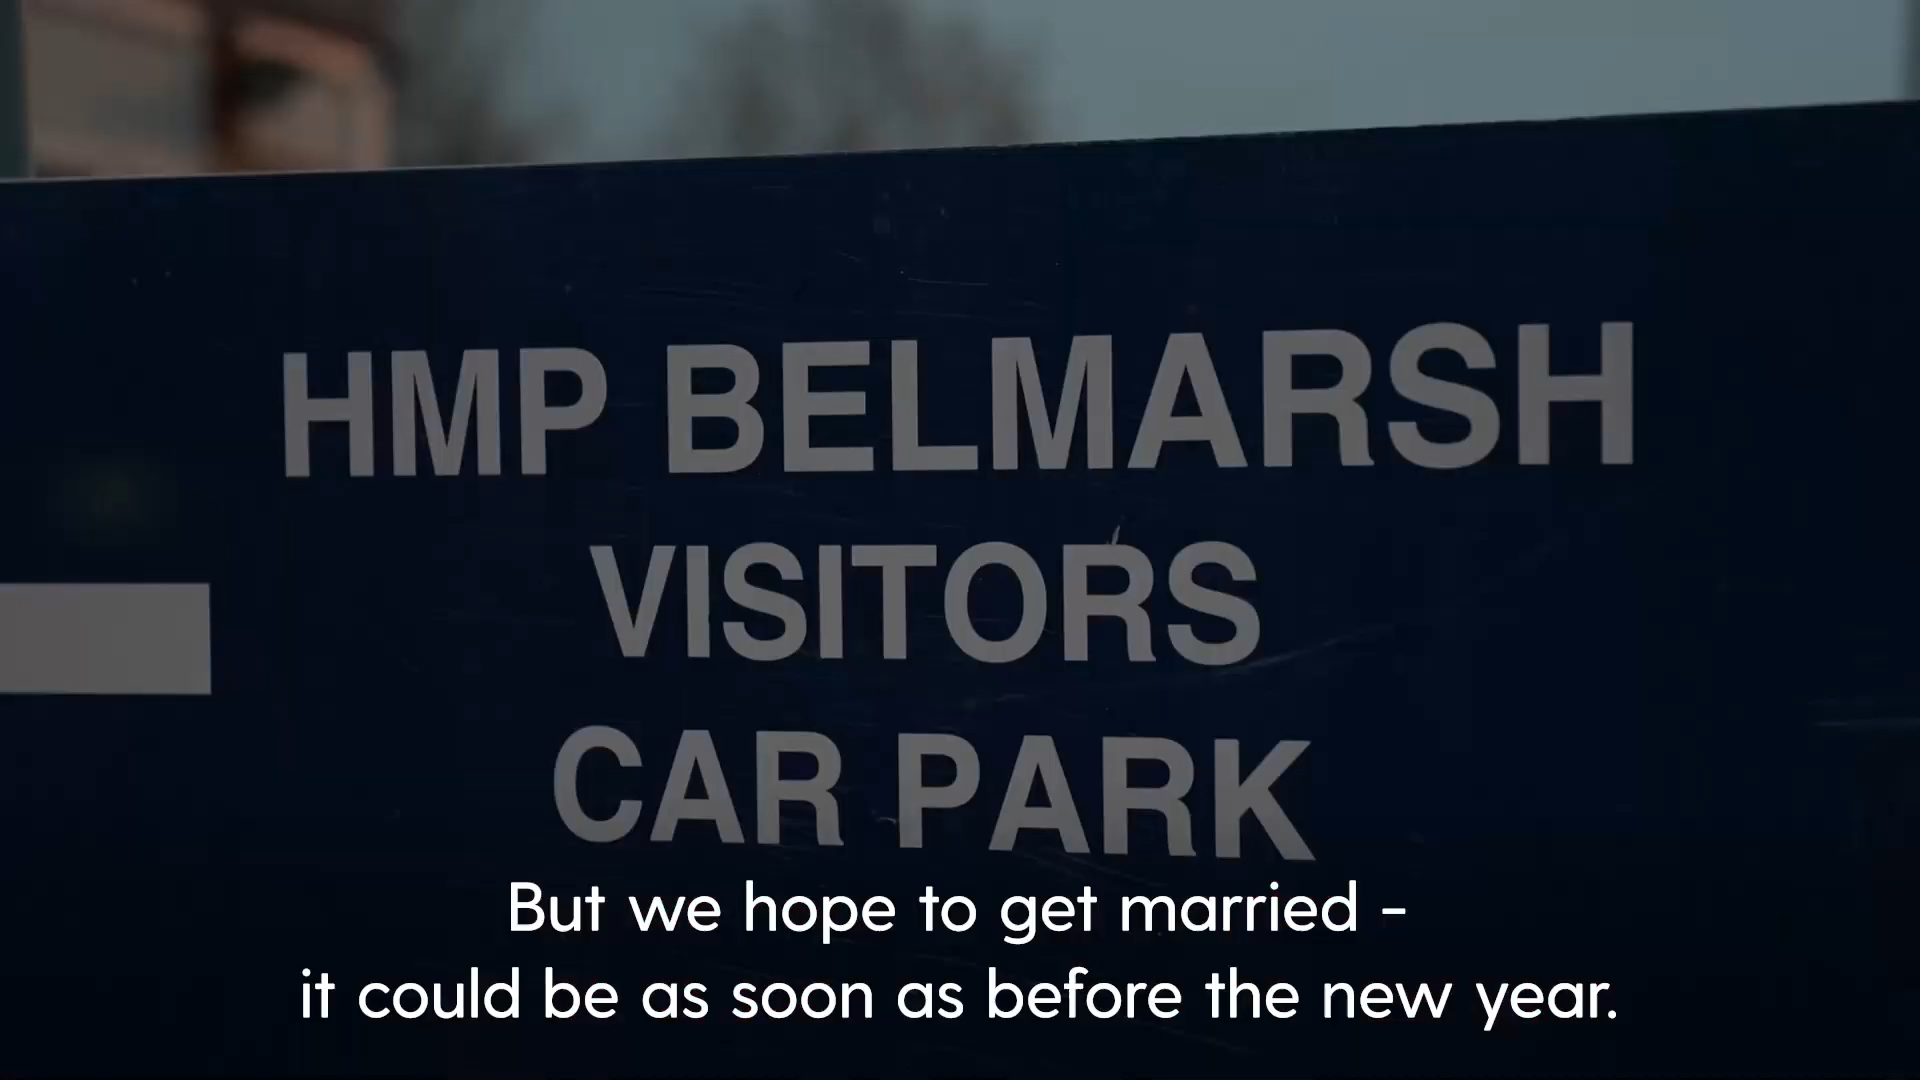 HMP BELMARSH
VISITORS
CAR PARK
But we hope to get married -
it could be as soon as before the new year.